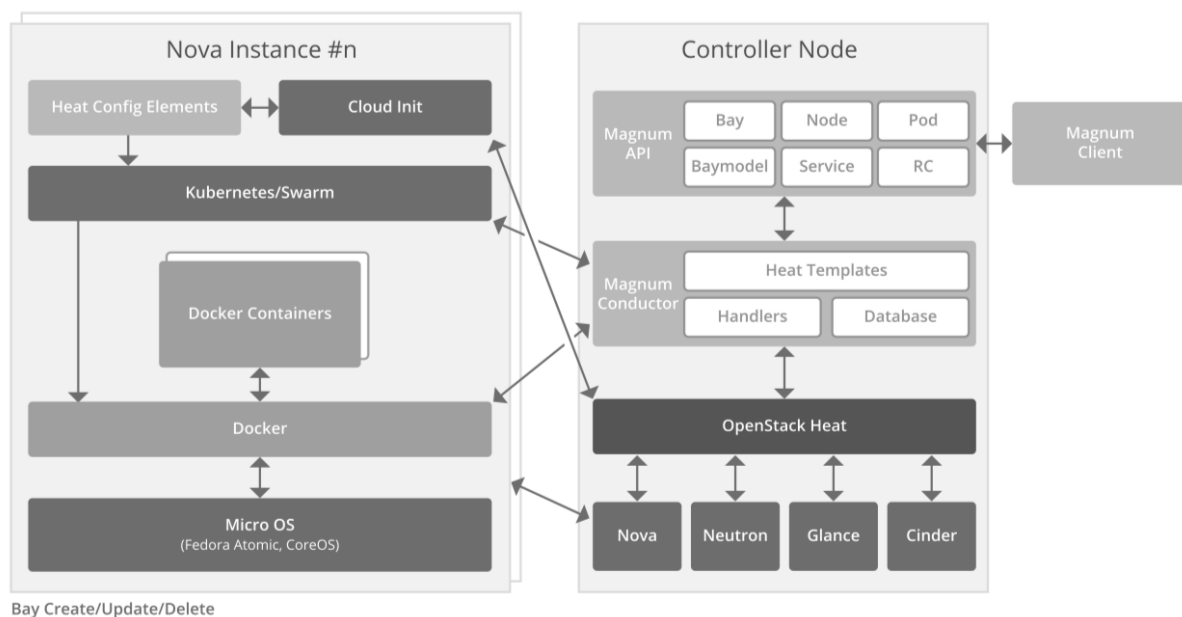 Nova Instance #n
Heat Config Elements
Cloud Init
Kubernetes/Swarm
Docker Containers
Docker
Micro OS
(Fedora Atomic, CoreOS)
Bay Create/Update/Delete
Controller Node
Magnum
API
Bay
Node
Pod
Baymodel
Service
RC
Magnum
Conductor
Heat Templates
Handlers
Database
OpenStack Heat
Nova
Neutron
Glance
Cinder
Magnum
Client